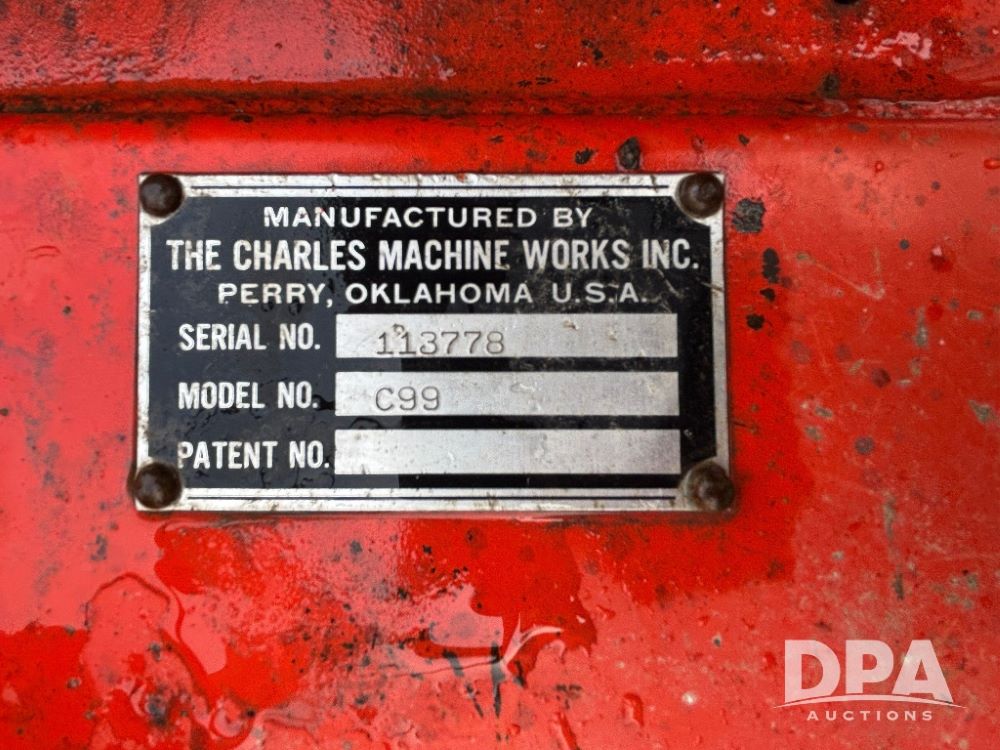 MANUFACTURED BY
THE CHARLES MACHINE WORKS INC.
PERRY, OKLAHOMA U.S.A.
SERIAL NO. 113778
MODEL NO. C99
PATENT NO.
DPA
AUCTIONS